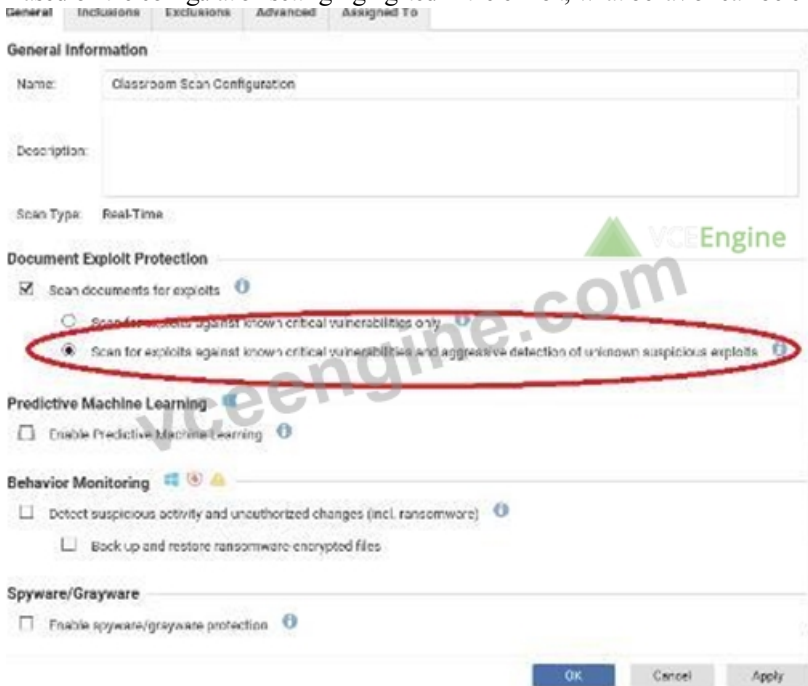 General Inclusions Exclusions Advanced Assigned To
General Information
Name: Classroom Scan Configuration
Description:
Scan Type: Real-Time
VCEEngine
Document Exploit Protection
Scan documents for exploits
Scan for exploits against known critical vulnerabilities only
Scan for exploits against known critical vulnerabilities and aggressive detection of unknown suspicious exploits
vceengine.com
Predictive Machine Learning
Enable Predictive Machine Learning
Behavior Monitoring
Detect suspicious activity and unauthorized changes (incl. ransomware)
Back up and restore ransomware-encrypted files
Spyware/Grayware
Enable spyware/grayware protection
OK Cancel Apply